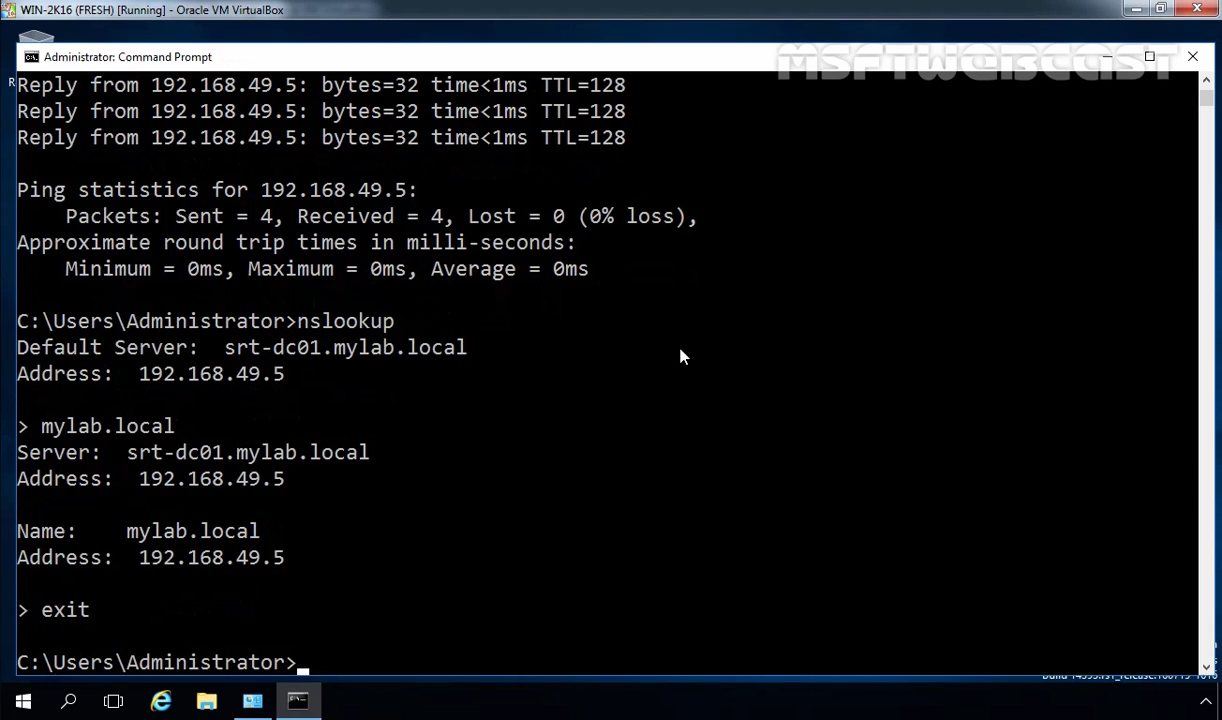 WIN-2K16 (FRESH) [Running] - Oracle VM VirtualBox
Administrator: Command Prompt
MSFTWEBCAST
Reply from 192.168.49.5: bytes=32 time<1ms TTL=128
Reply from 192.168.49.5: bytes=32 time<1ms TTL=128
Reply from 192.168.49.5: bytes=32 time<1ms TTL=128
Ping statistics for 192.168.49.5:
Packets: Sent = 4, Received = 4, Lost = 0 (0% loss),
Approximate round trip times in milli-seconds:
Minimum = 0ms, Maximum = 0ms, Average = 0ms
C:\Users\Administrator>nslookup
Default Server:  srt-dc01.mylab.local
Address:  192.168.49.5
> mylab.local
Server:  srt-dc01.mylab.local
Address:  192.168.49.5
Name:    mylab.local
Address:  192.168.49.5
> exit
C:\Users\Administrator>